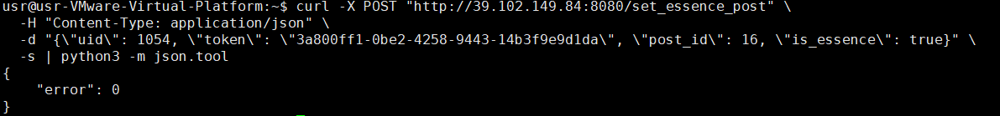 usr@usr-VMware-Virtual-Platform:~$ curl -X POST "http://39.102.149.84:8080/set_essence_post" \
  -H "Content-Type: application/json" \
  -d "{\"uid\": 1054, \"token\": \"3a800ff1-0be2-4258-9443-14b3f9e9d1da\", \"post_id\": 16, \"is_essence\": true}" \
  -s | python3 -m json.tool
{
    "error": 0
}